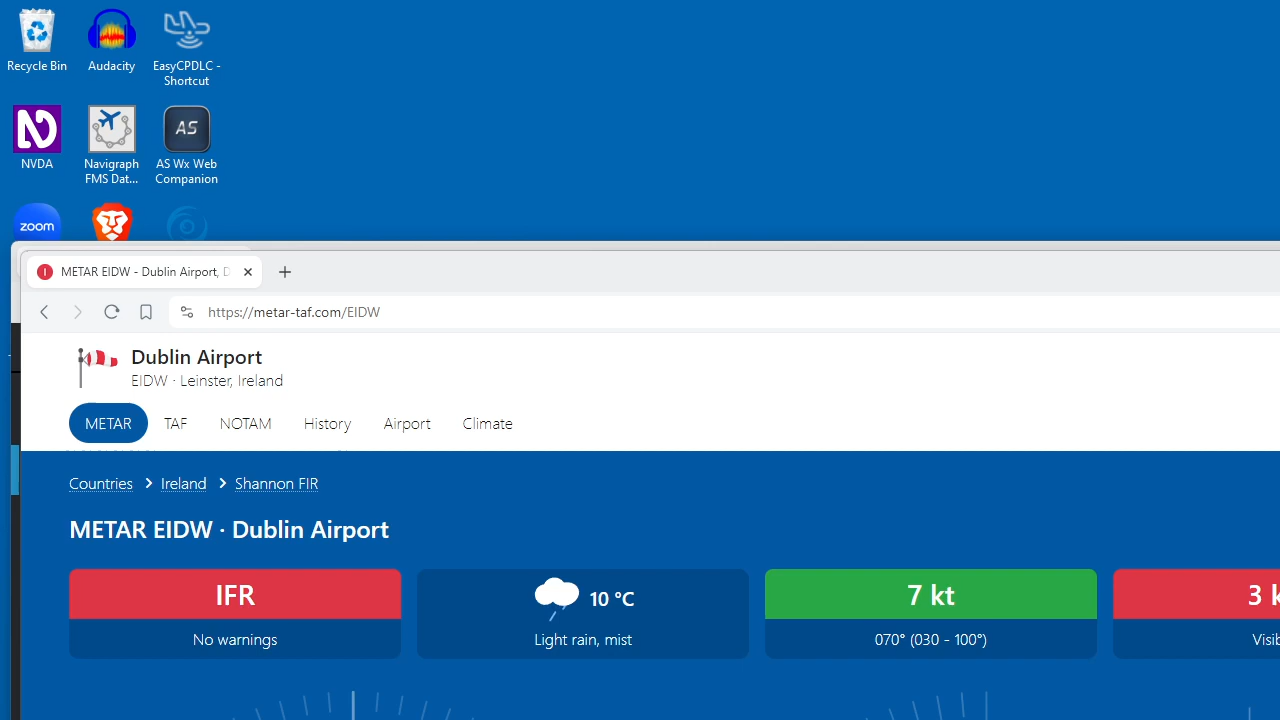 Recycle Bin
Audacity
EasyCPDLC -
Shortcut
NVDA
Navigraph
FMS Dat...
AS
AS Wx Web
Companion
zoom
METAR EIDW - Dublin Airport,
https://metar-taf.com/EIDW
Dublin Airport
EIDW · Leinster, Ireland
METAR TAF NOTAM History Airport Climate
Countries Ireland Shannon FIR
METAR EIDW · Dublin Airport
IFR
No warnings
10 °C
Light rain, mist
7 kt
070° (030 - 100°)
3